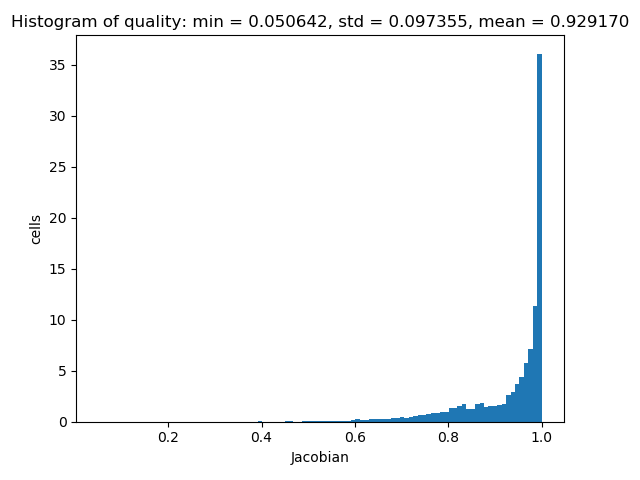 Histogram of quality: min = 0.050642, std = 0.097355, mean = 0.929170
35
30
25
20
15
10
5
0
cells
0.2 0.4 0.6 0.8 1.0
Jacobian